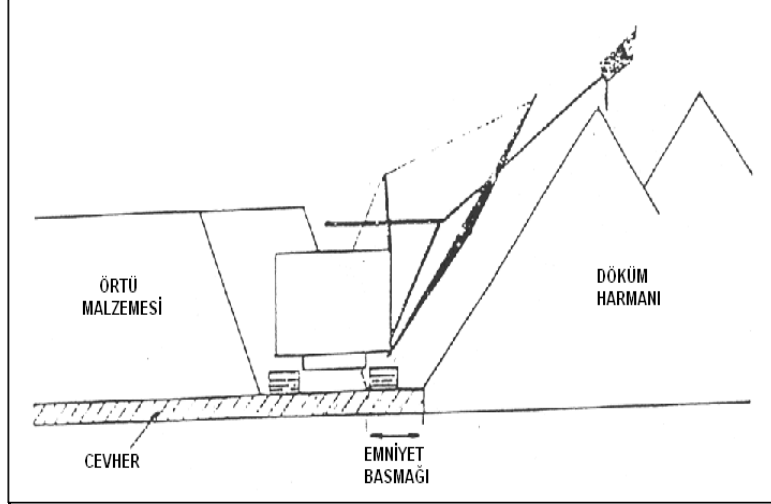 ÖRTÜ
MALZEMESİ
DÖKÜM
HARMANI
CEVHER
EMNİYET
BASMAĞI